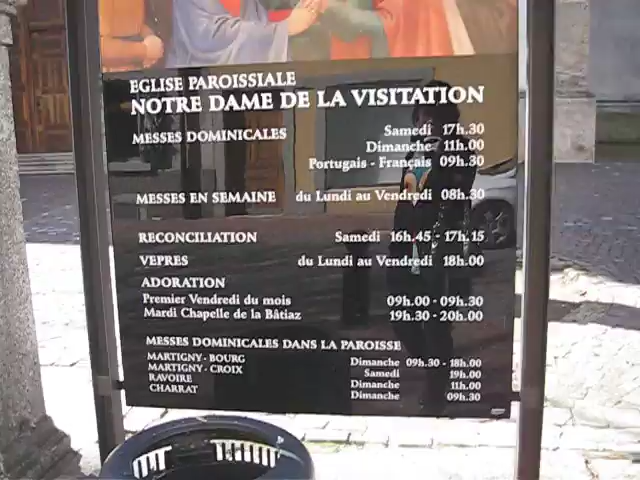 EGLISE PAROISSIALE
NOTRE DAME DE LA VISITATION
MESSES DOMINICALES Samedi 17h.30
Dimanche 11h.00
Portugais - Français 09h.30
MESSES EN SEMAINE du Lundi au Vendredi 08h.30
RECONCILIATION Samedi 16h.45 - 17h.15
VEPRES du Lundi au Vendredi 18h.00
ADORATION
Premier Vendredi du mois 09h.00 - 09h.30
Mardi Chapelle de la Bâtiaz 19h.30 - 20h.00
MESSES DOMINICALES DANS LA PAROISSE
MARTIGNY - BOURG Dimanche 09h.30 - 18h.00
MARTIGNY - CROIX Samedi 19h.00
RAVOIRE Dimanche 11h.00
CHARRAT Dimanche 09h.30